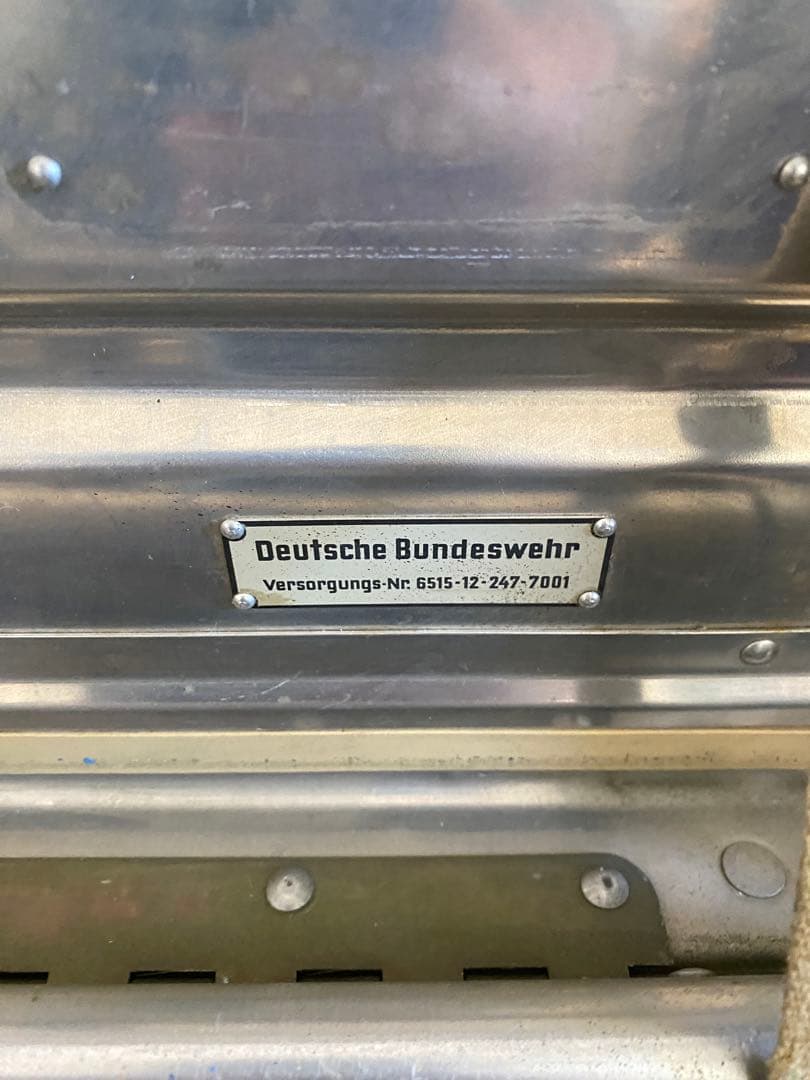 Deutsche Bundeswehr
Versorgungs-Nr. 6515-12-247-7001